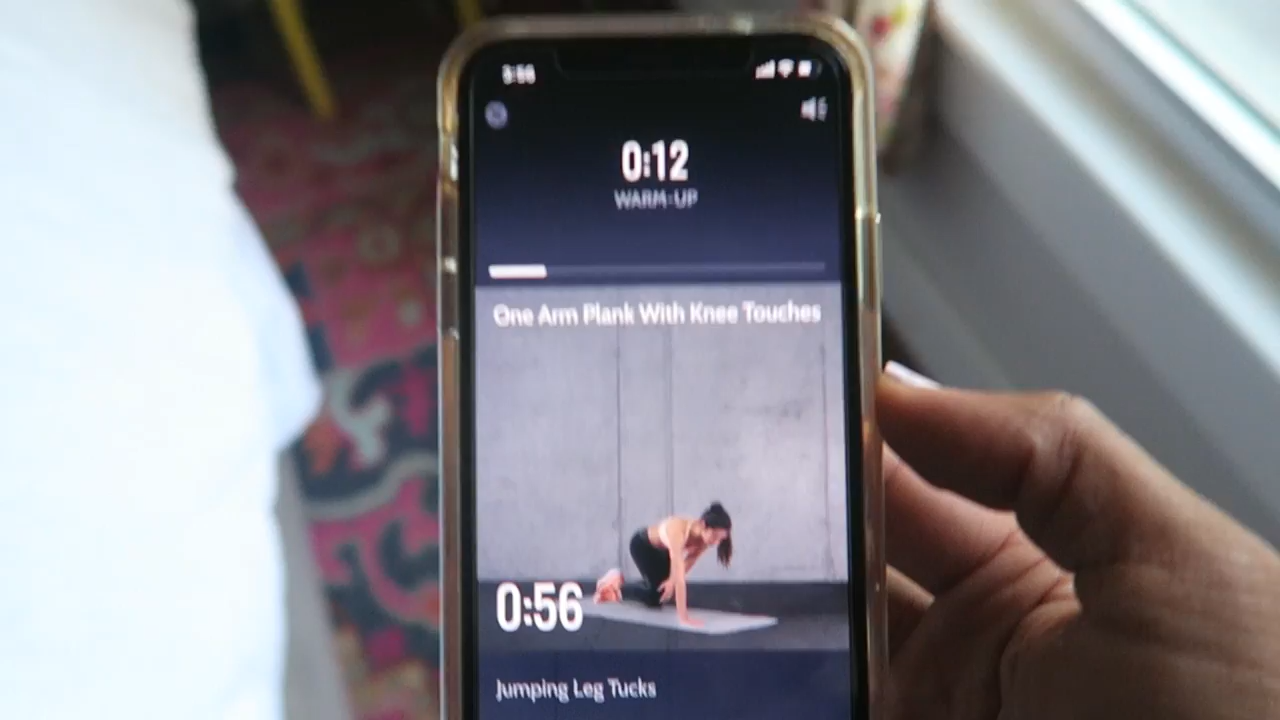 3:56
0:12
WARM-UP
One Arm Plank With Knee Touches
0:56
Jumping Leg Tucks